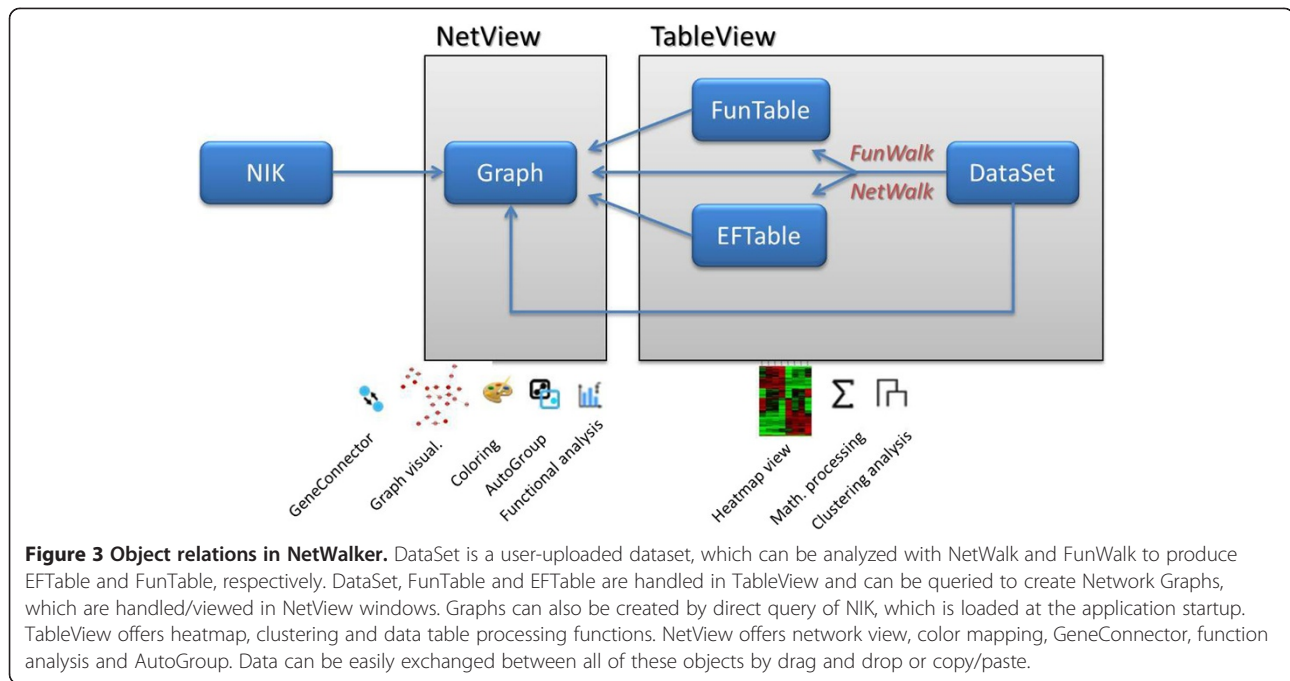 NetView
TableView
NIK
Graph
FunTable
FunWalk
DataSet
NetWalk
EFTable
GeneConnector
Graph visual.
Coloring
AutoGroup
Functional analysis
Heatmap view
Math. processing
Clustering analysis
Σ
Figure 3 Object relations in NetWalker. DataSet is a user-uploaded dataset, which can be analyzed with NetWalk and FunWalk to produce
EFTable and FunTable, respectively. DataSet, FunTable and EFTable are handled in TableView and can be queried to create Network Graphs,
which are handled/viewed in NetView windows. Graphs can also be created by direct query of NIK, which is loaded at the application startup.
TableView offers heatmap, clustering and data table processing functions. NetView offers network view, color mapping, GeneConnector, function
analysis and AutoGroup. Data can be easily exchanged between all of these objects by drag and drop or copy/paste.